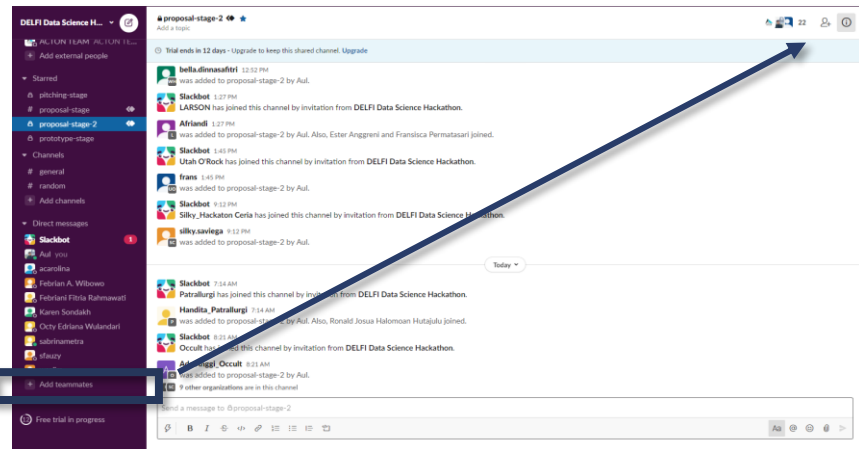 DELFI Data Science H...
ACTON TEAM ACTON TE...
+ Add external people
Starred
pitching-stage
# proposal-stage
proposal-stage-2
prototype-stage
Channels
# general
# random
+ Add channels
Direct messages
Slackbot 1
Aul you
acarolina
Febrian A. Wibowo
Febriani Fitria Rahmawati
Karen Sondakh
Octy Edriana Wulandari
sabrinametra
sfauzy
+ Add teammates
Free trial in progress
proposal-stage-2
Add a topic
22
Trial ends in 12 days - Upgrade to keep this shared channel. Upgrade
bella.dinnasafitri 12:52 PM
was added to proposal-stage-2 by Aul.
Slackbot 1:27 PM
LARSON has joined this channel by invitation from DELFI Data Science Hackathon.
Afriandi 1:27 PM
was added to proposal-stage-2 by Aul. Also, Ester Anggreni and Fransisca Permatasari joined.
Slackbot 1:45 PM
Utah O'Rock has joined this channel by invitation from DELFI Data Science Hackathon.
frans 1:45 PM
was added to proposal-stage-2 by Aul.
Slackbot 9:12 PM
Silky_Hackaton Ceria has joined this channel by invitation from DELFI Data Science Hackathon.
silky.saviega 9:12 PM
was added to proposal-stage-2 by Aul.
Today
Slackbot 7:14 AM
Patrallurgi has joined this channel by invitation from DELFI Data Science Hackathon.
Handita_Patrallurgi 7:14 AM
was added to proposal-stage-2 by Aul. Also, Ronald Josua Halomoan Hutajulu joined.
Slackbot 8:21 AM
Occult has joined this channel by invitation from DELFI Data Science Hackathon.
8:21 AM
was added to proposal-stage-2 by Aul.
9 other organizations are in this channel
Send a message to proposal-stage-2
B I Aa @